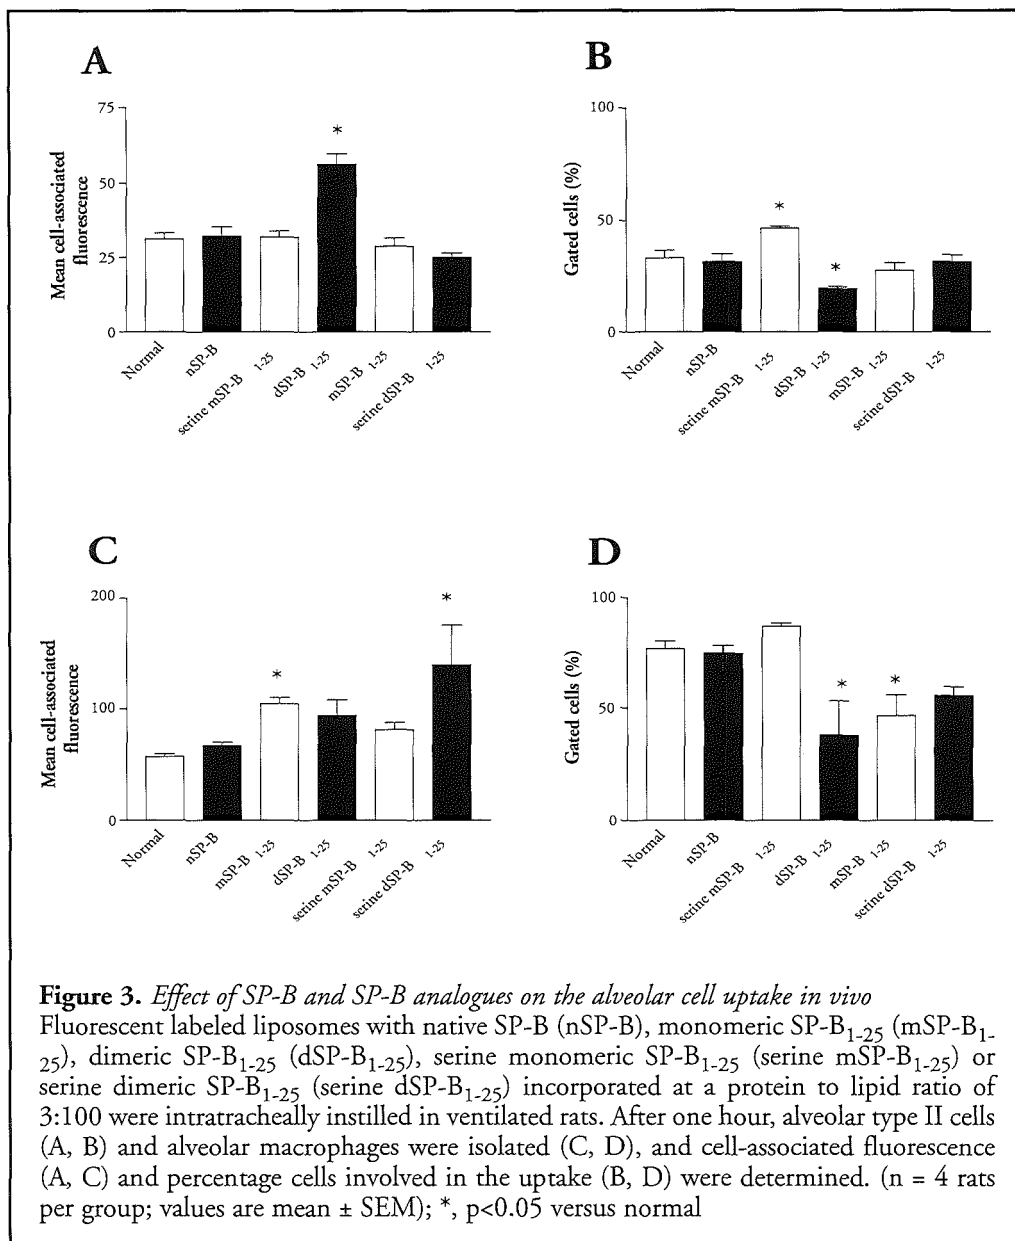 A
Mean cell-associated
fluorescence
75
50
25
0
*
Normal
nSP-B
serine mSP-B 1-25
dSP-B 1-25
mSP-B 1-25
serine dSP-B 1-25
B
Gated cells (%)
100
50
0
*
*
Normal
nSP-B
serine mSP-B 1-25
dSP-B 1-25
mSP-B 1-25
serine dSP-B 1-25
C
Mean cell-associated
fluorescence
200
100
0
*
*
Normal
nSP-B
mSP-B 1-25
dSP-B 1-25
serine mSP-B 1-25
serine dSP-B 1-25
D
Gated cells (%)
100
50
0
*
*
Normal
nSP-B
serine mSP-B 1-25
dSP-B 1-25
mSP-B 1-25
serine dSP-B 1-25
Figure 3. Effect of SP-B and SP-B analogues on the alveolar cell uptake in vivo
Fluorescent labeled liposomes with native SP-B (nSP-B), monomeric SP-B1-25 (mSP-B1-
25), dimeric SP-B1-25 (dSP-B1-25), serine monomeric SP-B1-25 (serine mSP-B1-25) or
serine dimeric SP-B1-25 (serine dSP-B1-25) incorporated at a protein to lipid ratio of
3:100 were intratracheally instilled in ventilated rats. After one hour, alveolar type II cells
(A, B) and alveolar macrophages were isolated (C, D), and cell-associated fluorescence
(A, C) and percentage cells involved in the uptake (B, D) were determined. (n = 4 rats
per group; values are mean ± SEM); *, p<0.05 versus normal